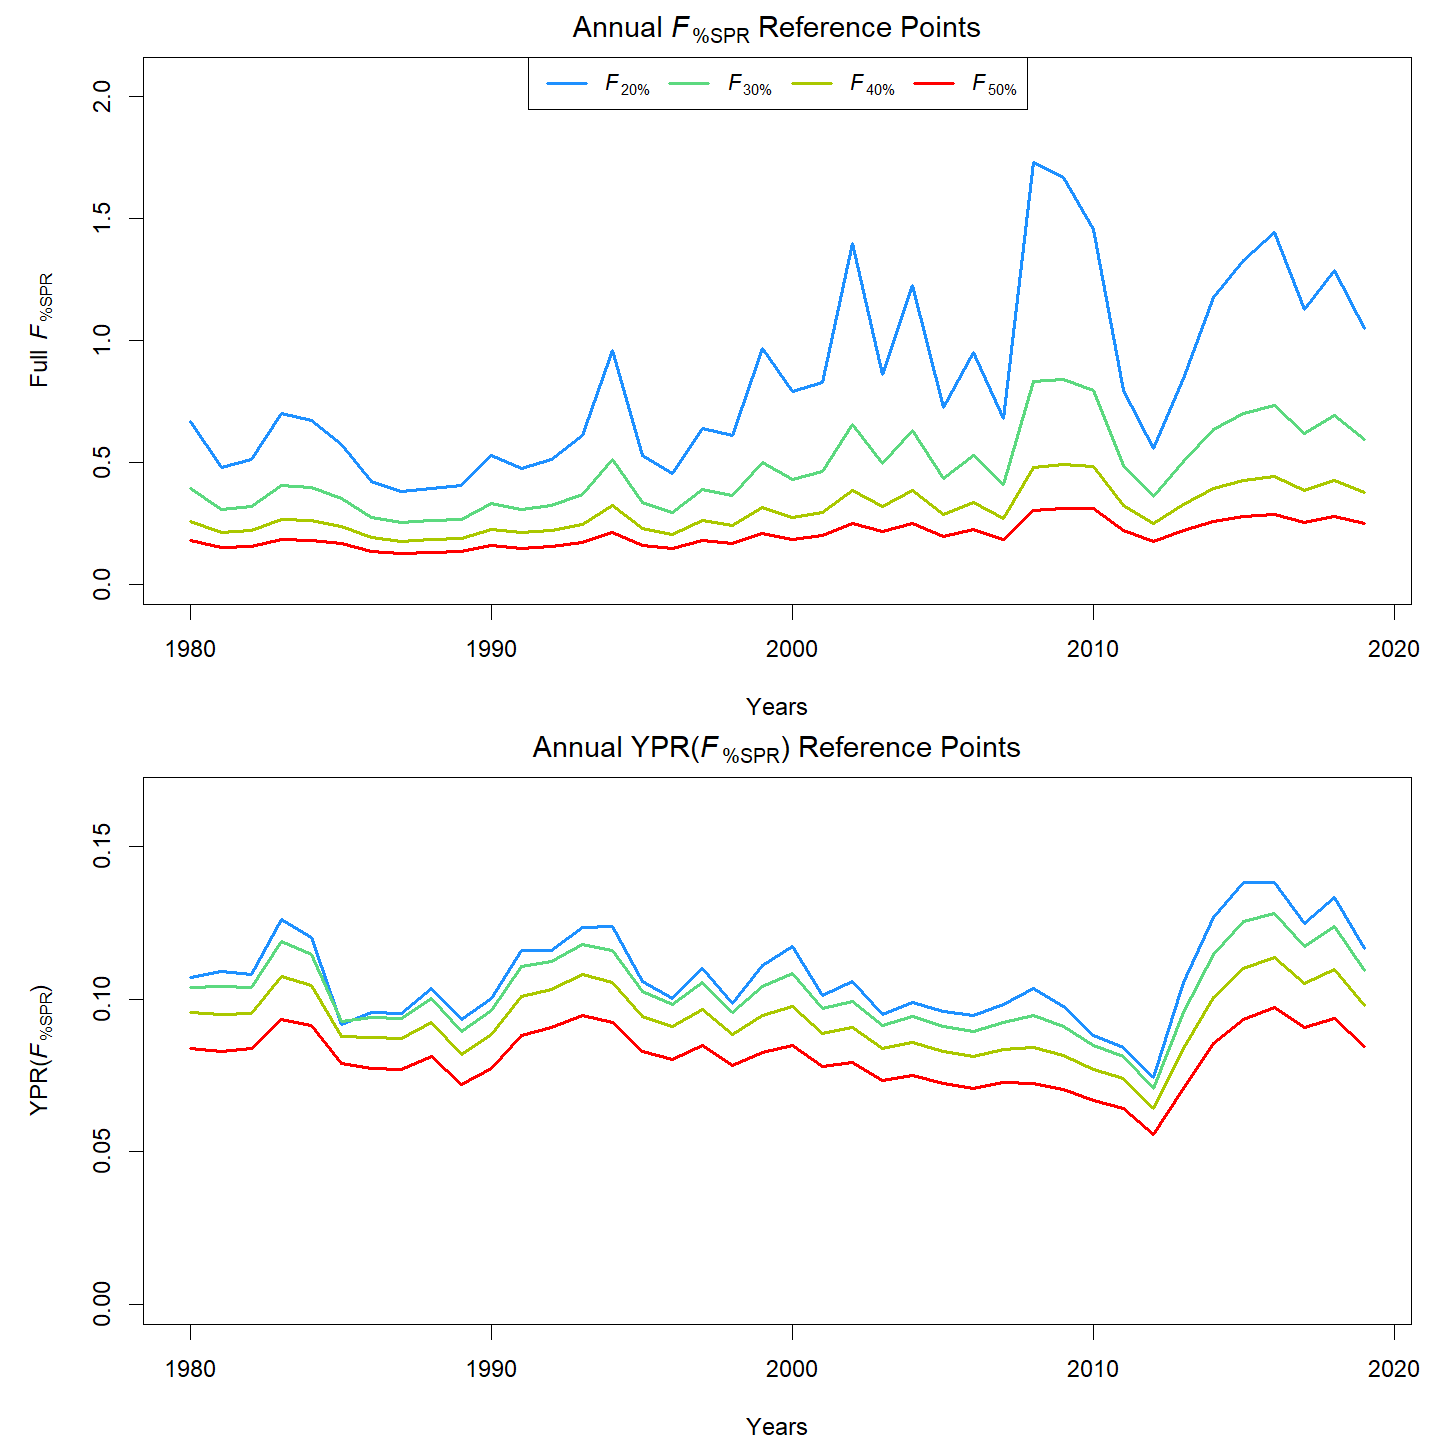 Annual F%SPR Reference Points
F20% F30% F40% F50%
Full F%SPR
2.0
1.5
1.0
0.5
0.0
1980 1990 2000 2010 2020
Years
Annual YPR(F%SPR) Reference Points
YPR(F%SPR)
0.15
0.10
0.05
0.00
1980 1990 2000 2010 2020
Years